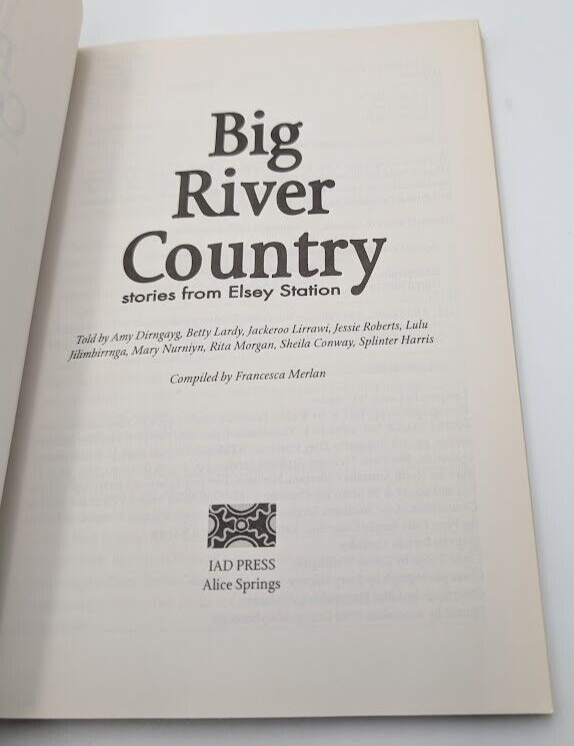 Big
River
Country
stories from Elsey Station
Told by Amy Dirngayg, Betty Lardy, Jackeroo Lirrawi, Jessie Roberts, Lulu
Jilimbirrnga, Mary Nurniyn, Rita Morgan, Sheila Conway, Splinter Harris
Compiled by Francesca Merlan
IAD PRESS
Alice Springs